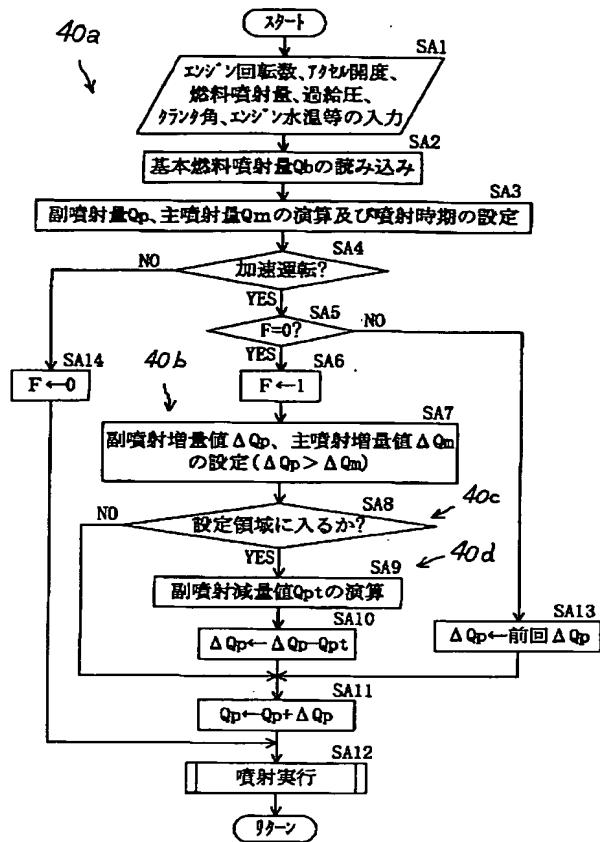 40a
スタート
SA1
エンジン回転数、アクセル開度、
燃料噴射量、過給圧、
クランク角、エンジン水温等の入力
SA2
基本燃料噴射量Qbの読み込み
SA3
副噴射量Qp、主噴射量Qmの演算及び噴射時期の設定
SA4
NO
加速運転?
YES
SA5
F=0?
NO
YES
SA14
F←0
40b
SA6
F←1
SA7
副噴射増量値ΔQp、主噴射増量値ΔQm
の設定(ΔQp>ΔQm)
SA8
40c
NO
設定領域に入るか?
YES
40d
SA9
副噴射減量値Qptの演算
SA10
ΔQp←ΔQp-Qpt
SA13
ΔQp←前回ΔQp
SA11
Qp←Qp+ΔQp
SA12
噴射実行
リターン